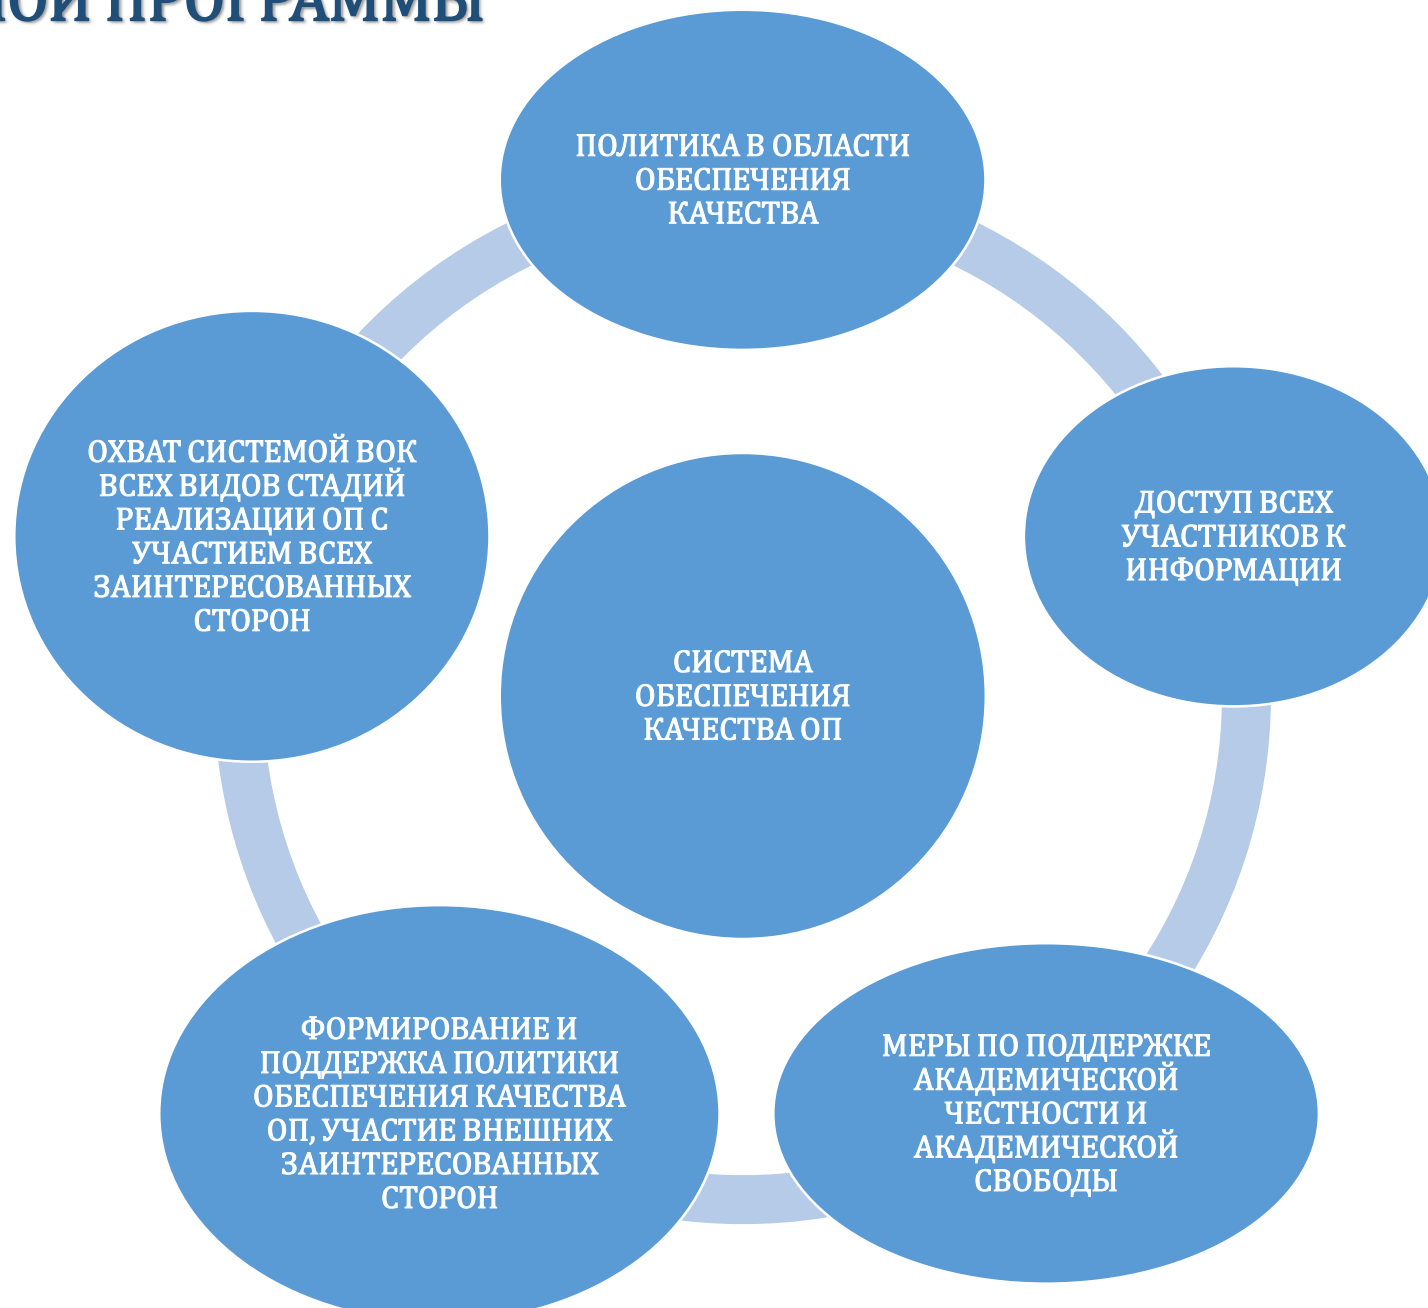 ПРОГРАММЫ
ПОЛИТИКА В ОБЛАСТИ
ОБЕСПЕЧЕНИЯ
КАЧЕСТВА
ДОСТУП ВСЕХ
УЧАСТНИКОВ К
ИНФОРМАЦИИ
МЕРЫ ПО ПОДДЕРЖКЕ
АКАДЕМИЧЕСКОЙ
ЧЕСТНОСТИ И
АКАДЕМИЧЕСКОЙ
СВОБОДЫ
ФОРМИРОВАНИЕ И
ПОДДЕРЖКА ПОЛИТИКИ
ОБЕСПЕЧЕНИЯ КАЧЕСТВА
ОП, УЧАСТИЕ ВНЕШНИХ
ЗАИНТЕРЕСОВАННЫХ
СТОРОН
ОХВАТ СИСТЕМОЙ ВОК
ВСЕХ ВИДОВ СТАДИЙ
РЕАЛИЗАЦИИ ОП С
УЧАСТИЕМ ВСЕХ
ЗАИНТЕРЕСОВАННЫХ
СТОРОН
СИСТЕМА
ОБЕСПЕЧЕНИЯ
КАЧЕСТВА ОП